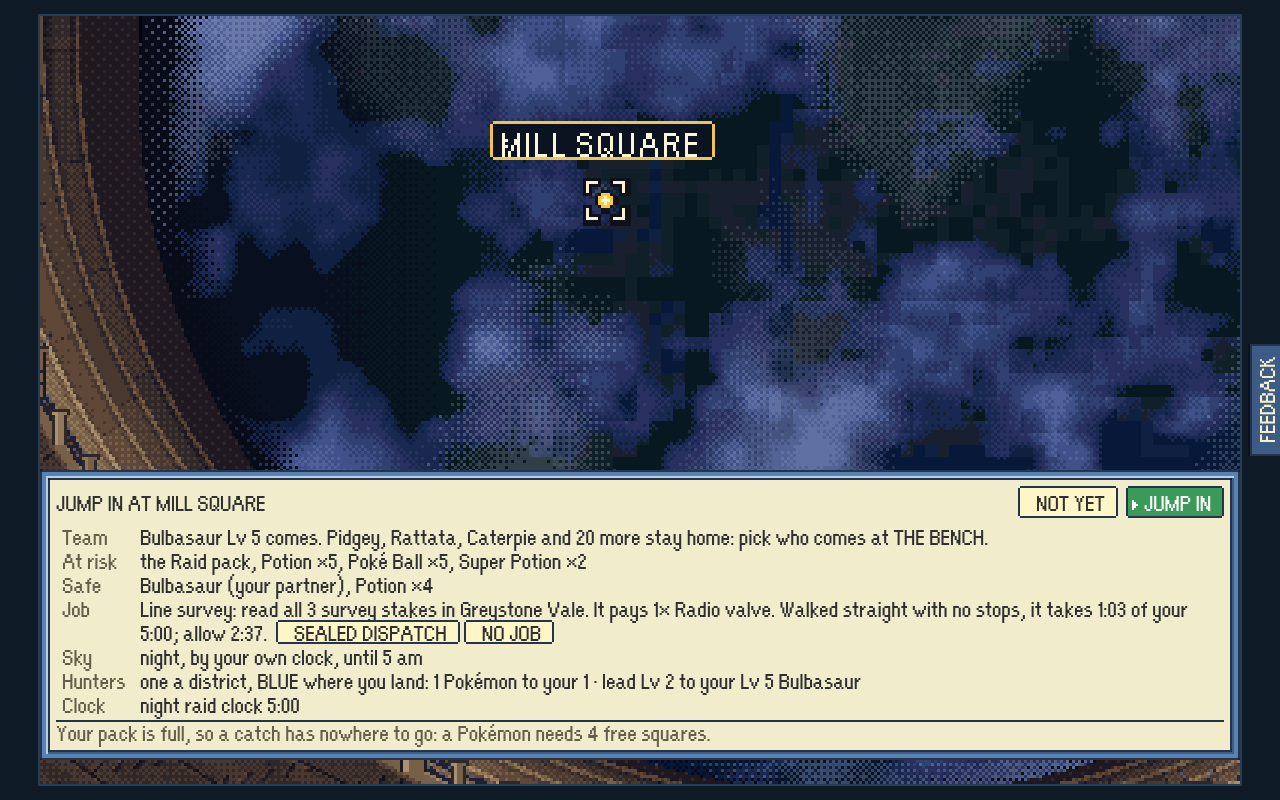 MILL SQUARE
FEEDBACK
JUMP IN AT MILL SQUARE
NOT YET
JUMP IN
Team Bulbasaur Lv 5 comes. Pidgey, Rattata, Caterpie and 20 more stay home: pick who comes at THE BENCH.
At risk the Raid pack, Potion ×5, Poké Ball ×5, Super Potion ×2
Safe Bulbasaur (your partner), Potion ×4
Job Line survey: read all 3 survey stakes in Greystone Vale. It pays 1× Radio valve. Walked straight with no stops, it takes 1:03 of your
5:00; allow 2:37. SEALED DISPATCH NO JOB
Sky night, by your own clock, until 5 am
Hunters one a district, BLUE where you land: 1 Pokémon to your 1 · lead Lv 2 to your Lv 5 Bulbasaur
Clock night raid clock 5:00
Your pack is full, so a catch has nowhere to go: a Pokémon needs 4 free squares.